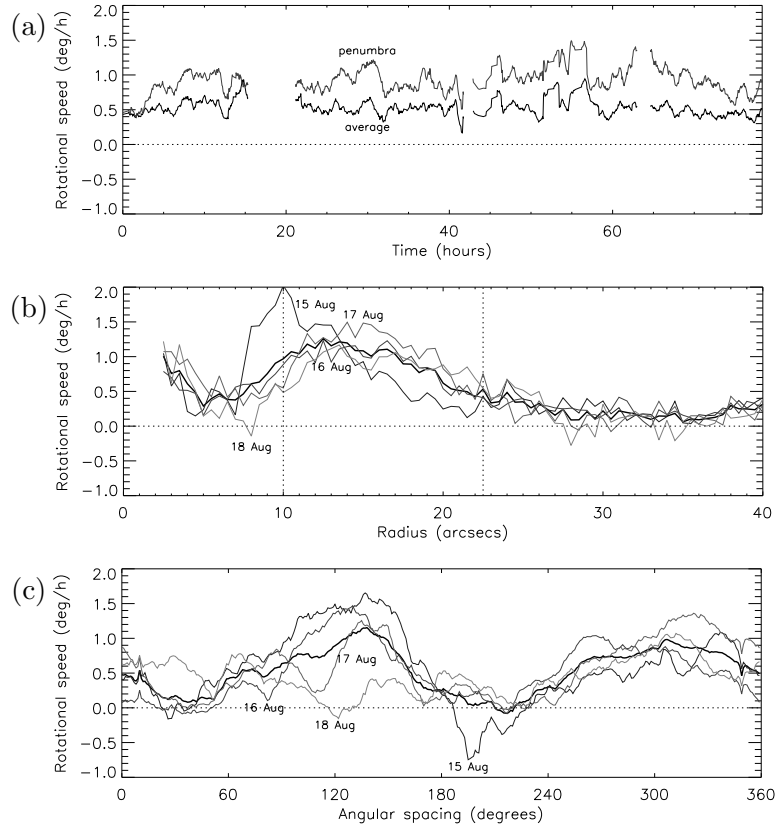 (a)
Rotational speed (deg/h)
2.0
1.5
1.0
0.5
0.0
−0.5
−1.0
penumbra
average
0 20 40 60
Time (hours)
(b)
Rotational speed (deg/h)
2.0
1.5
1.0
0.5
0.0
−0.5
−1.0
15 Aug
17 Aug
16 Aug
18 Aug
0 10 20 30 40
Radius (arcsecs)
(c)
Rotational speed (deg/h)
2.0
1.5
1.0
0.5
0.0
−0.5
−1.0
17 Aug
16 Aug
18 Aug
15 Aug
0 60 120 180 240 300 360
Angular spacing (degrees)